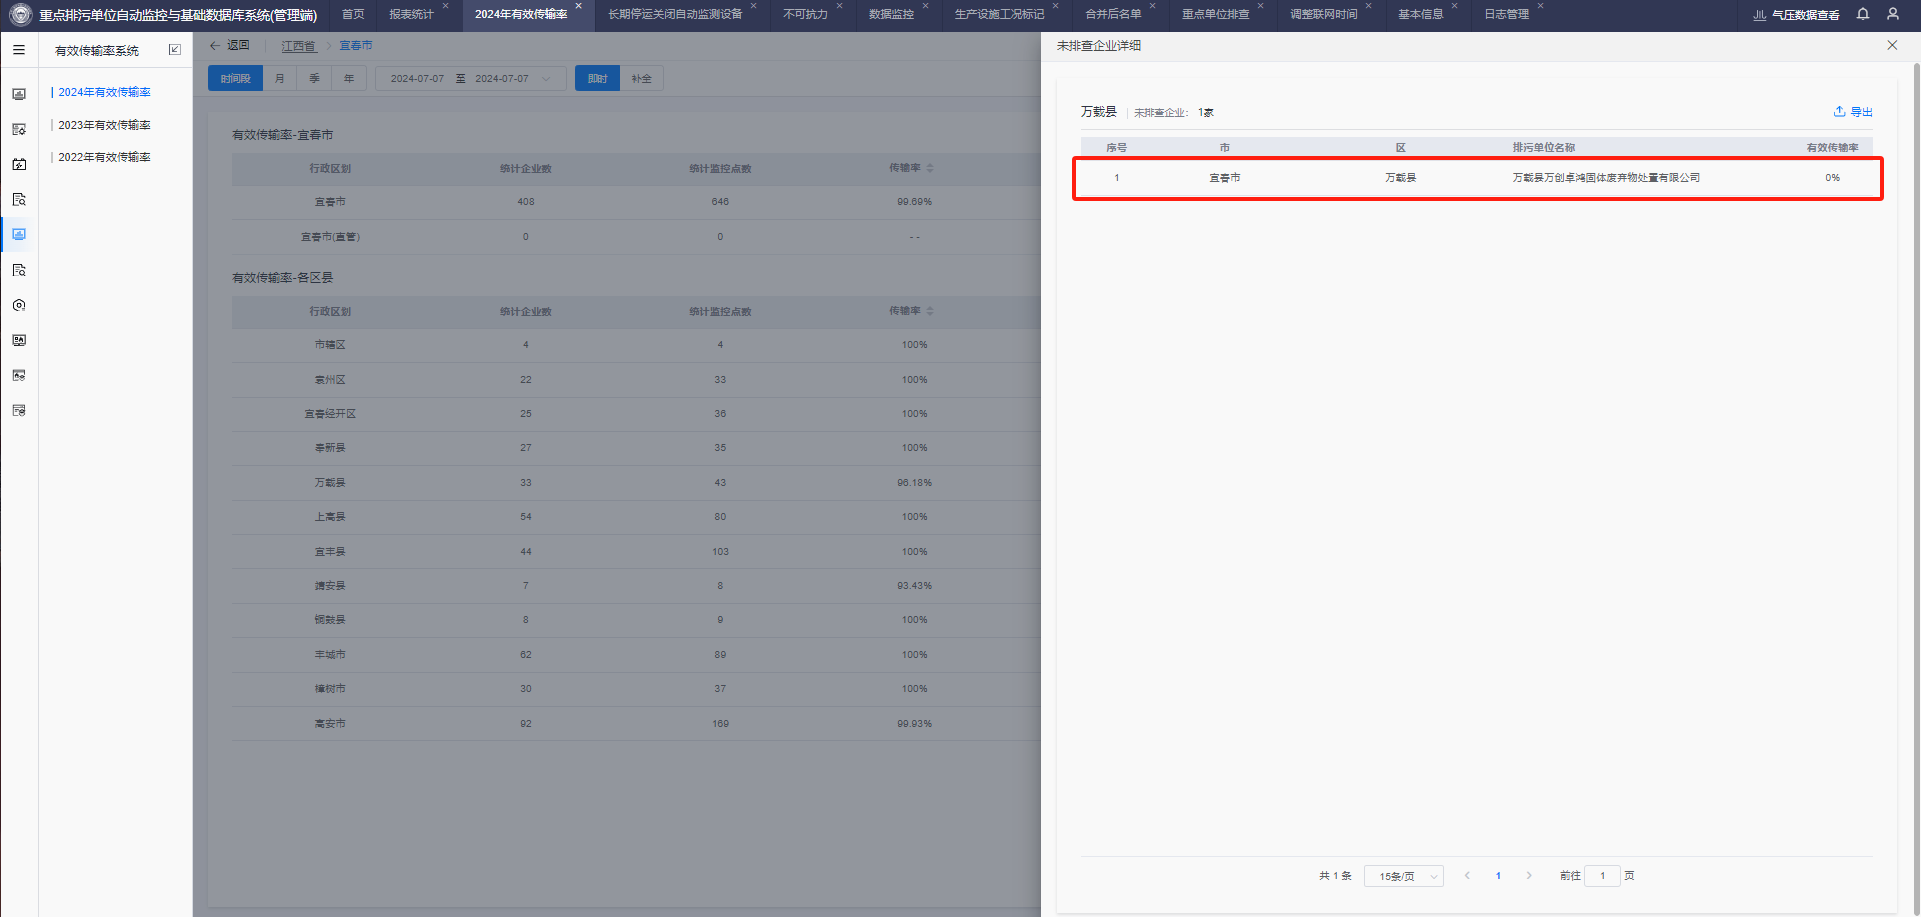 重点排污单位自动监控与基础数据库系统(管理端)
首页
报表统计
2024年有效传输率
长期停运关闭自动监测设备
不可抗力
数据监控
生产设施工况标记
合并后名单
重点单位排查
调整联网时间
基本信息
日志管理
气压数据查看
有效传输率系统
2024年有效传输率
2023年有效传输率
2022年有效传输率
返回 江西省 > 宜春市
时间段 月 季 年 2024-07-07 至 2024-07-07 即时 补全
有效传输率-宜春市
行政区划 统计企业数 统计监控点数 传输率
宜春市 408 646 99.69%
宜春市(直管) 0 0 - -
有效传输率-各区县
行政区划 统计企业数 统计监控点数 传输率
市辖区 4 4 100%
袁州区 22 33 100%
宜春经开区 25 36 100%
奉新县 27 35 100%
万载县 33 43 96.18%
上高县 54 80 100%
宜丰县 44 103 100%
靖安县 7 8 93.43%
铜鼓县 8 9 100%
丰城市 62 89 100%
樟树市 30 37 100%
高安市 92 169 99.93%
未排查企业详细
万载县 未排查企业: 1家 导出
序号 市 区 排污单位名称 有效传输率
1 宜春市 万载县 万载县万创卓鸿固体废弃物处置有限公司 0%
共 1 条 15条/页 < 1 > 前往 1 页